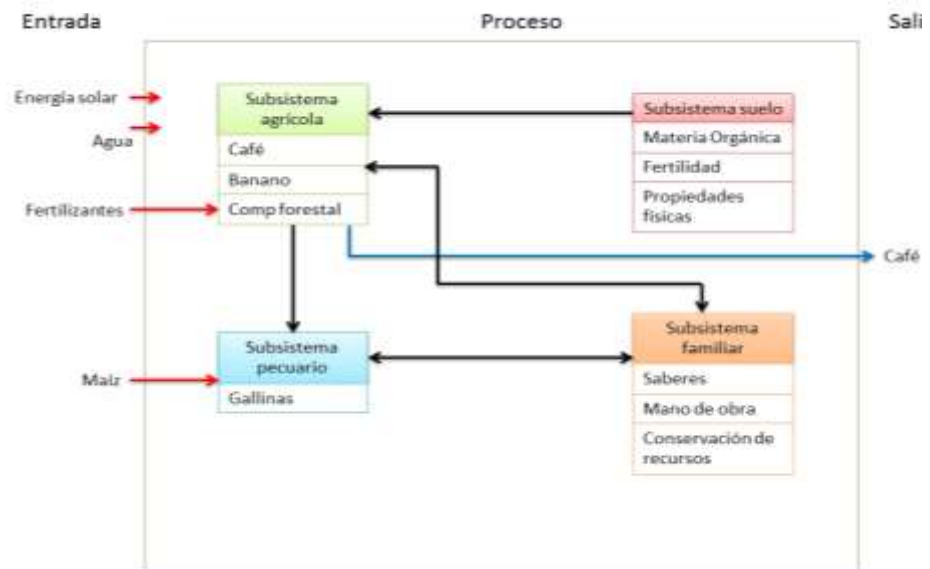 Entrada
Proceso
Sali
Energía solar
Agua
Fertilizantes
Maíz
Subsistema
agrícola
Café
Banano
Comp forestal
Subsistema suelo
Materia Orgánica
Fertilidad
Propiedades
físicas
Café
Subsistema
pecuario
Gallinas
Subsistema
familiar
Saberes
Mano de obra
Conservación de
recursos